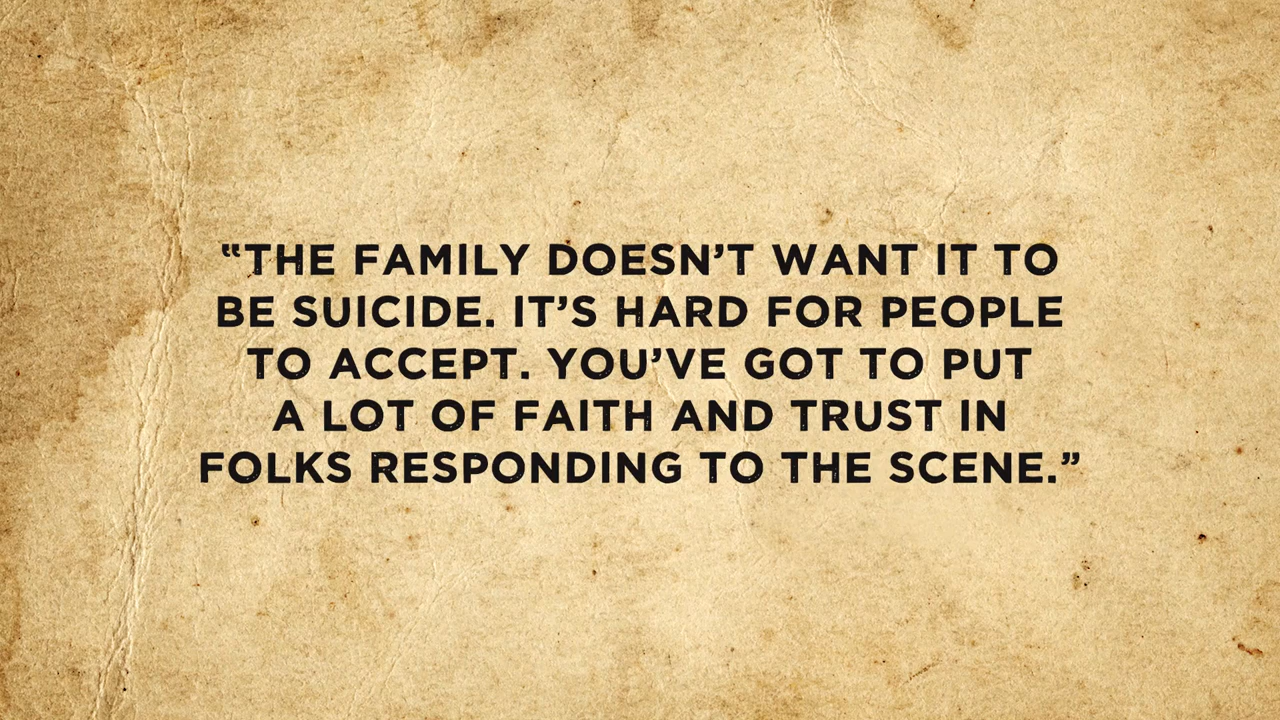 “THE FAMILY DOESN’T WANT IT TO
BE SUICIDE. IT’S HARD FOR PEOPLE
TO ACCEPT. YOU’VE GOT TO PUT
A LOT OF FAITH AND TRUST IN
FOLKS RESPONDING TO THE SCENE.”